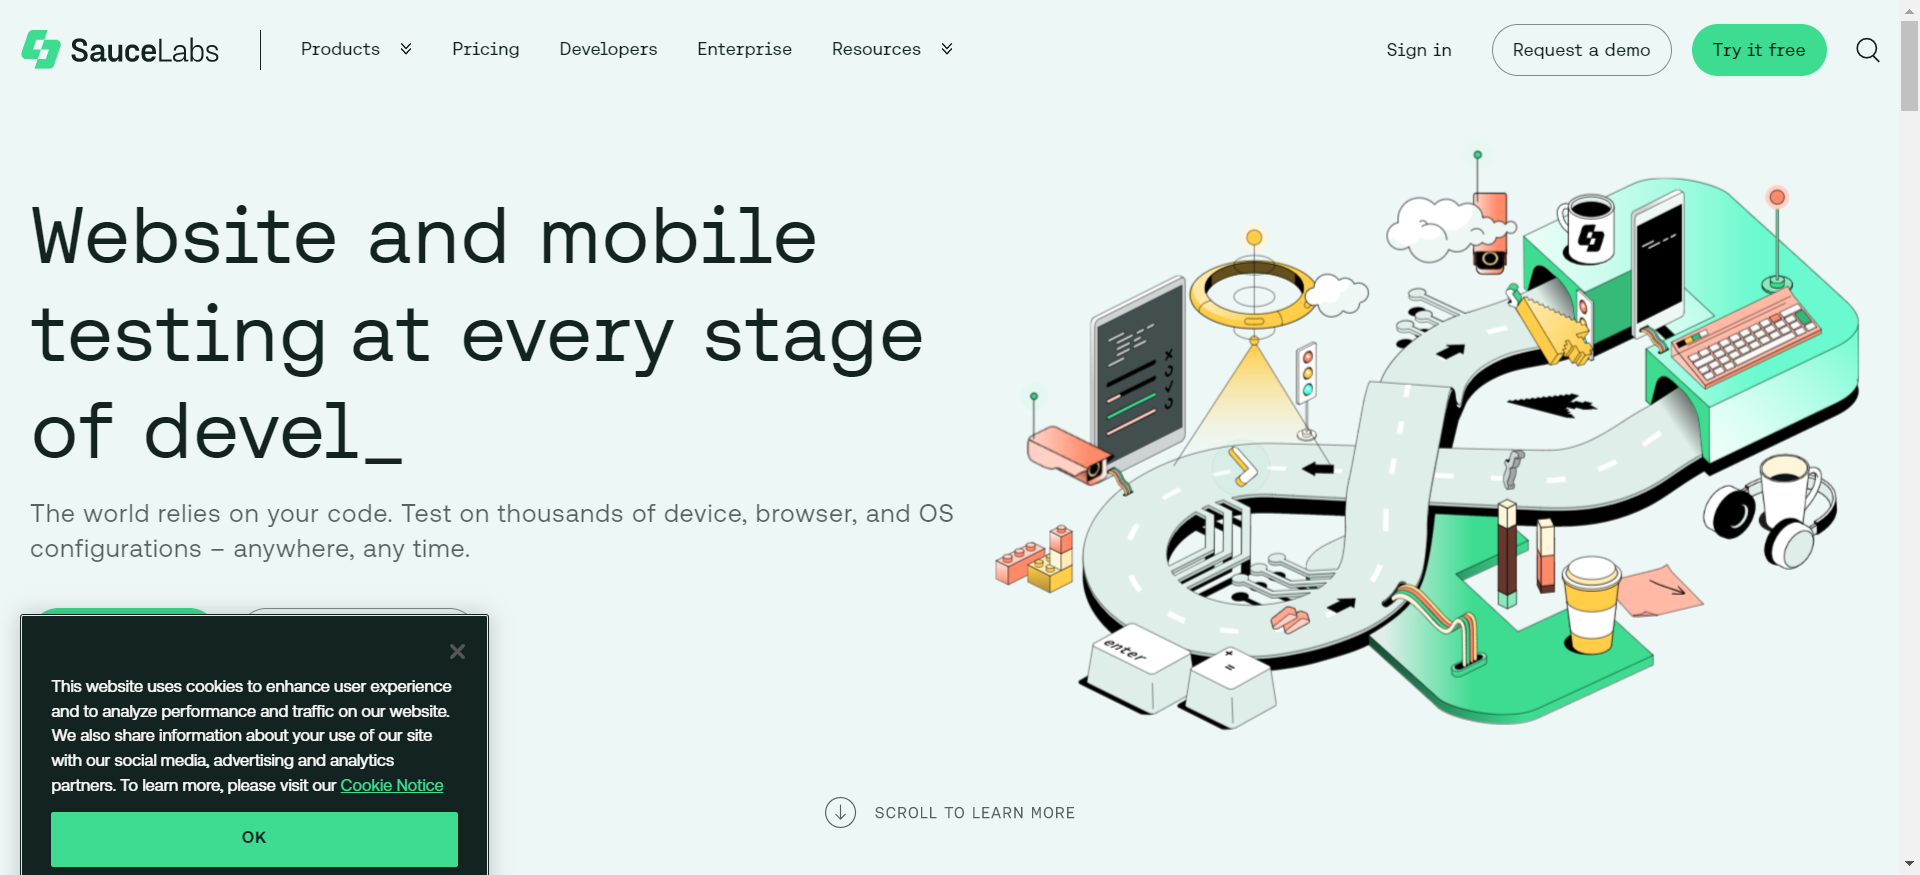 SauceLabs
Products
Pricing
Developers
Enterprise
Resources
Sign in
Request a demo
Try it free
Website and mobile
testing at every stage
of devel_
The world relies on your code. Test on thousands of device, browser, and OS
configurations – anywhere, any time.
enter
+
=
This website uses cookies to enhance user experience
and to analyze performance and traffic on our website.
We also share information about your use of our site
with our social media, advertising and analytics
partners. To learn more, please visit our Cookie Notice
OK
SCROLL TO LEARN MORE